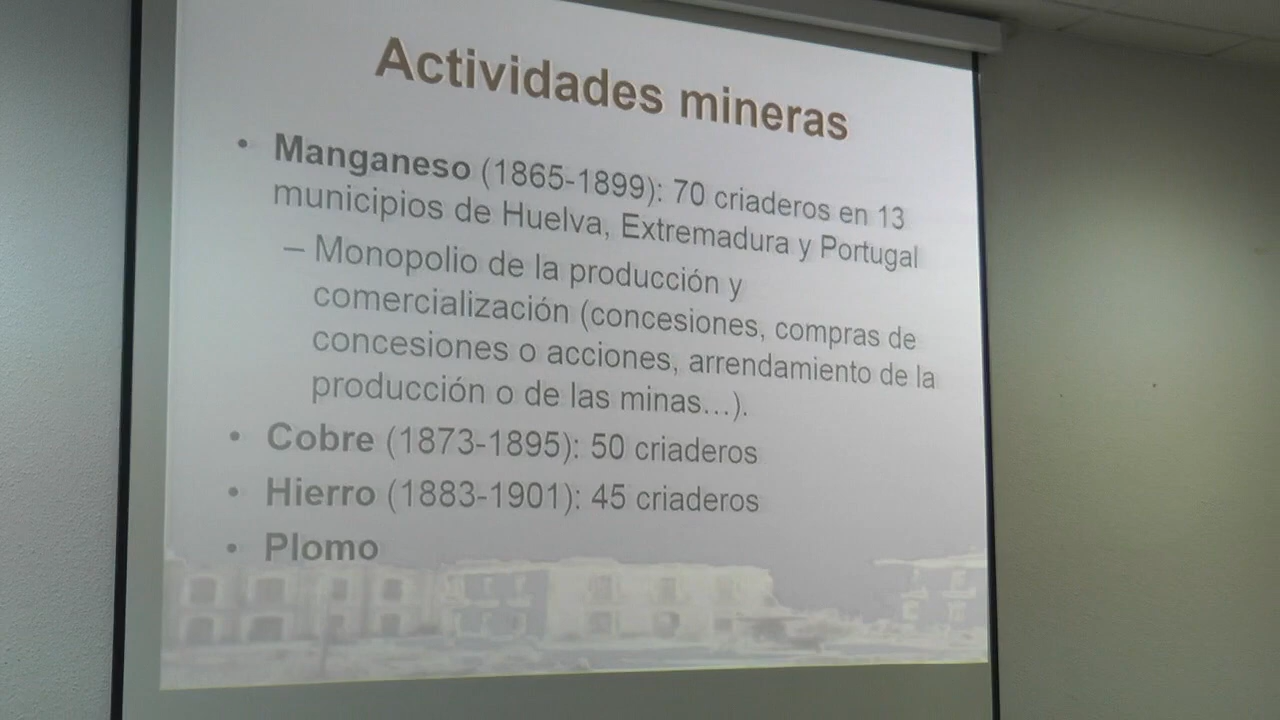 Actividades mineras
• Manganeso (1865-1899): 70 criaderos en 13
municipios de Huelva, Extremadura y Portugal
– Monopolio de la producción y
comercialización (concesiones, compras de
concesiones o acciones, arrendamiento de la
producción o de las minas…).
• Cobre (1873-1895): 50 criaderos
• Hierro (1883-1901): 45 criaderos
• Plomo